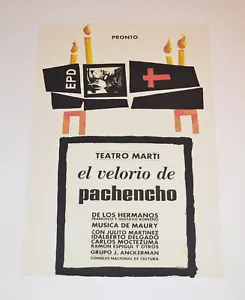 PRONTO
EPD
TEATRO MARTI
el velorio de
pachencho
DE LOS HERMANOS
FRANCISCO Y GUSTAVO ROBREÑO
MUSICA DE MAURY
CON JULITO MARTINEZ
IDALBERTO DELGADO
CARLOS MOCTEZUMA
RAMON ESPIGUL Y OTROS
GRUPO J. ANCKERMAN
CONSEJO NACIONAL DE CULTURA